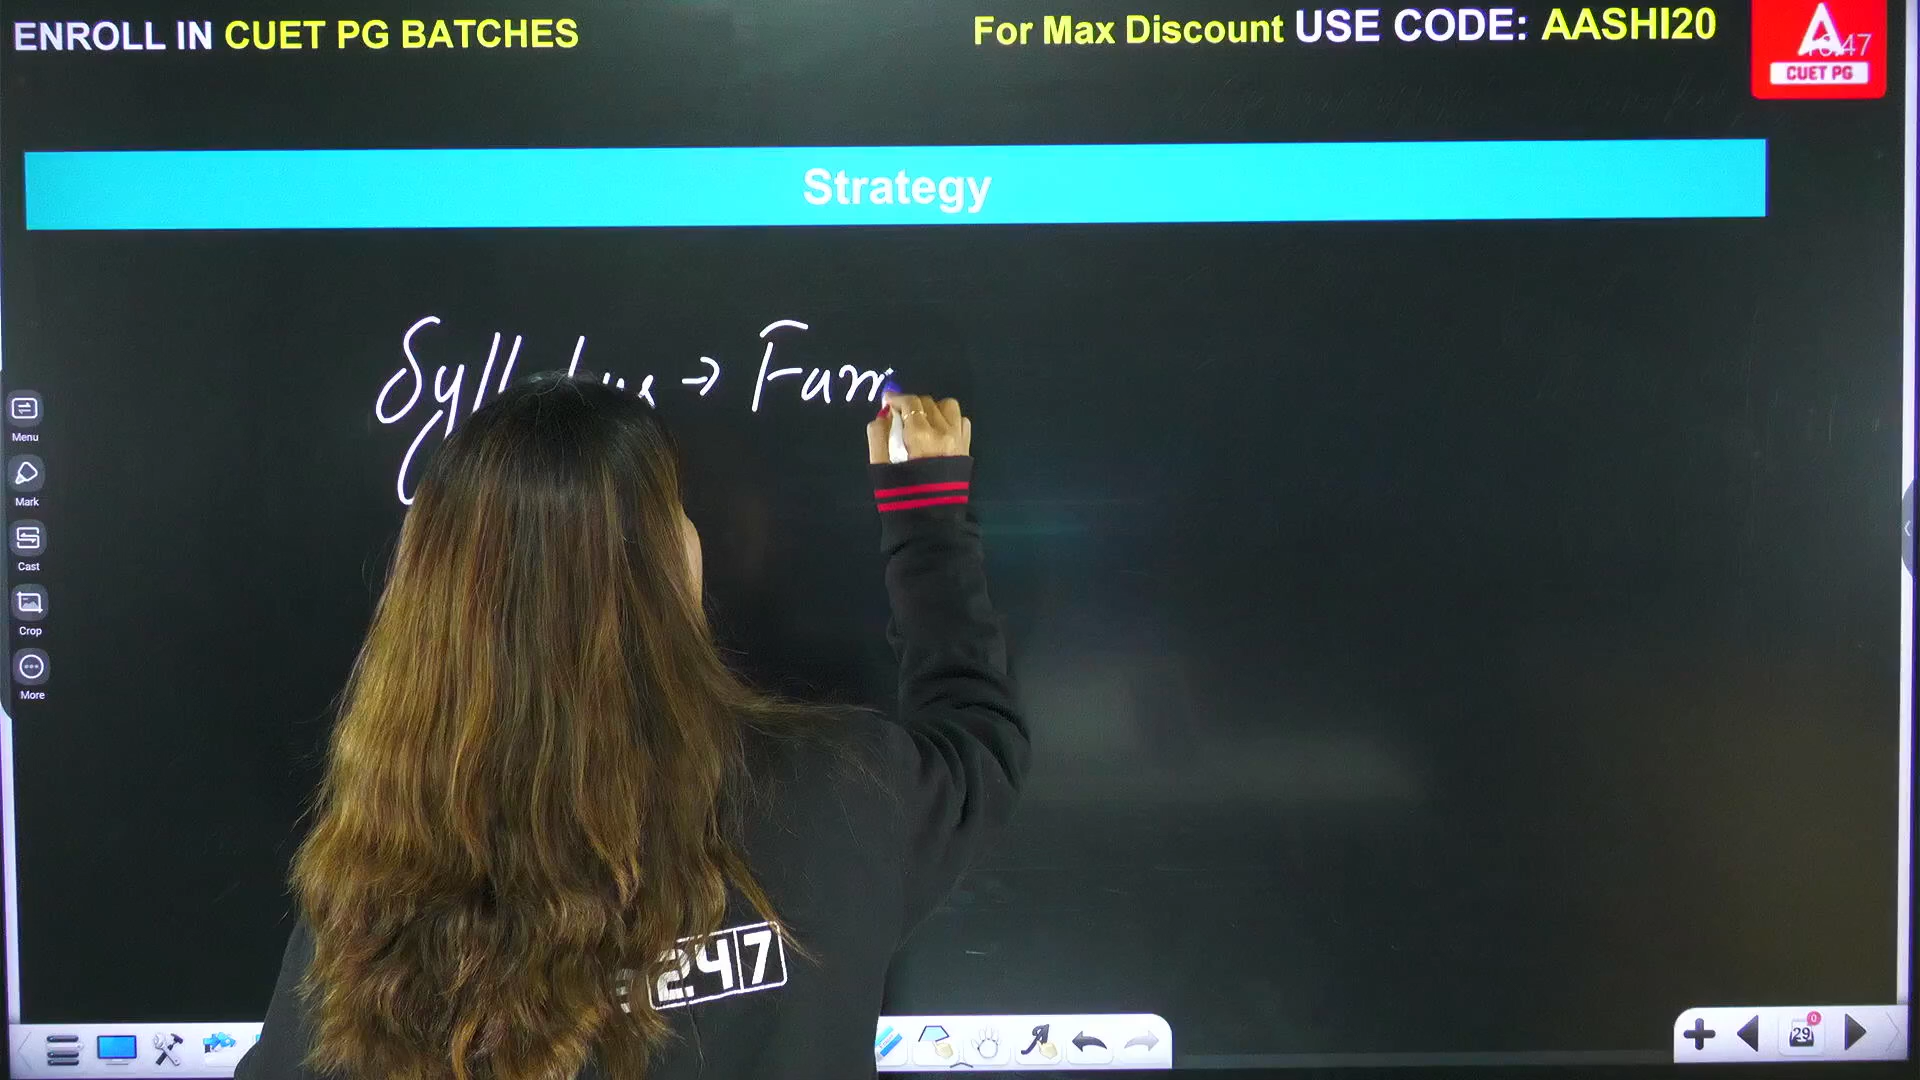 ENROLL IN CUET PG BATCHES
For Max Discount USE CODE: AASHI20
CUET PG
Strategy
→
Menu
Mark
Cast
Crop
More
247
29
0